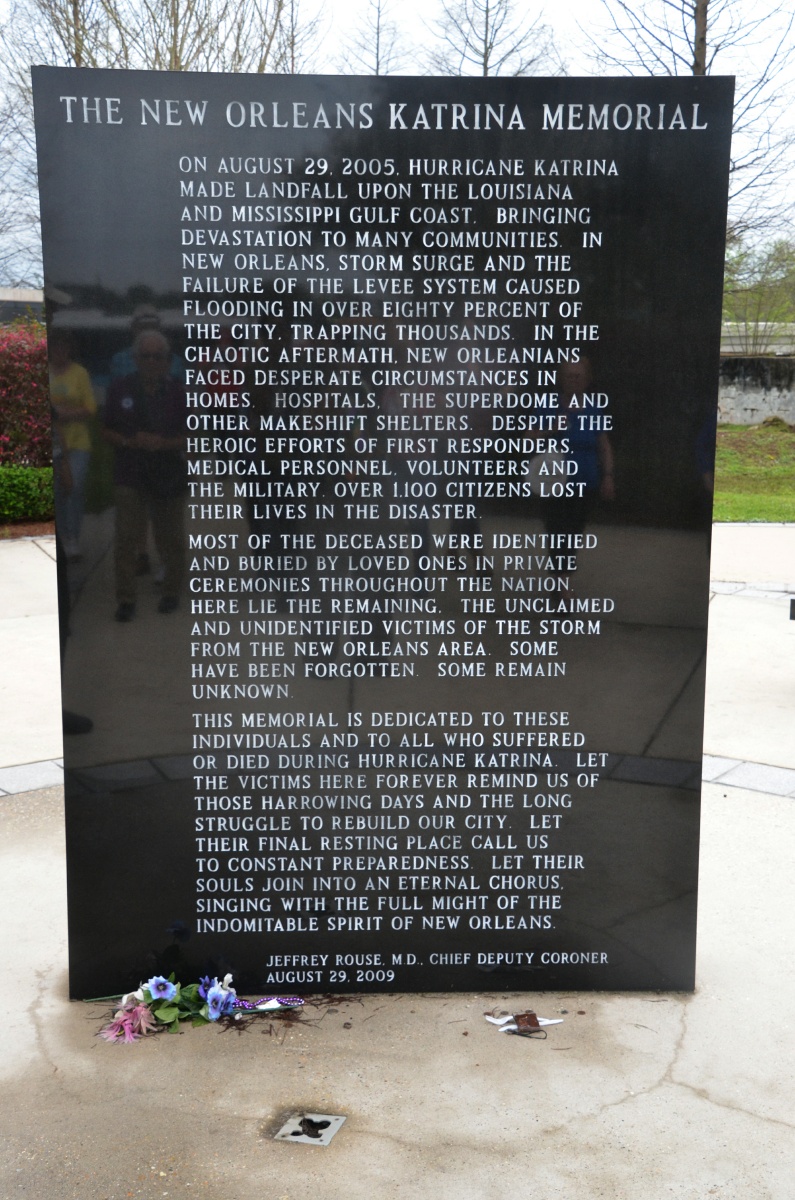 THE NEW ORLEANS KATRINA MEMORIAL
ON AUGUST 29, 2005, HURRICANE KATRINA
MADE LANDFALL UPON THE LOUISIANA
AND MISSISSIPPI GULF COAST, BRINGING
DEVASTATION TO MANY COMMUNITIES. IN
NEW ORLEANS, STORM SURGE AND THE
FAILURE OF THE LEVEE SYSTEM CAUSED
FLOODING IN OVER EIGHTY PERCENT OF
THE CITY, TRAPPING THOUSANDS. IN THE
CHAOTIC AFTERMATH, NEW ORLEANIANS
FACED DESPERATE CIRCUMSTANCES IN
HOMES, HOSPITALS, THE SUPERDOME AND
OTHER MAKESHIFT SHELTERS. DESPITE THE
HEROIC EFFORTS OF FIRST RESPONDERS,
MEDICAL PERSONNEL, VOLUNTEERS AND
THE MILITARY, OVER 1,100 CITIZENS LOST
THEIR LIVES IN THE DISASTER.
MOST OF THE DECEASED WERE IDENTIFIED
AND BURIED BY LOVED ONES IN PRIVATE
CEREMONIES THROUGHOUT THE NATION.
HERE LIE THE REMAINING, THE UNCLAIMED
AND UNIDENTIFIED VICTIMS OF THE STORM
FROM THE NEW ORLEANS AREA. SOME
HAVE BEEN FORGOTTEN. SOME REMAIN
UNKNOWN.
THIS MEMORIAL IS DEDICATED TO THESE
INDIVIDUALS AND TO ALL WHO SUFFERED
OR DIED DURING HURRICANE KATRINA. LET
THE VICTIMS HERE FOREVER REMIND US OF
THOSE HARROWING DAYS AND THE LONG
STRUGGLE TO REBUILD OUR CITY. LET
THEIR FINAL RESTING PLACE CALL US
TO CONSTANT PREPAREDNESS. LET THEIR
SOULS JOIN INTO AN ETERNAL CHORUS,
SINGING WITH THE FULL MIGHT OF THE
INDOMITABLE SPIRIT OF NEW ORLEANS.
JEFFREY ROUSE, M.D., CHIEF DEPUTY CORONER
AUGUST 29, 2009